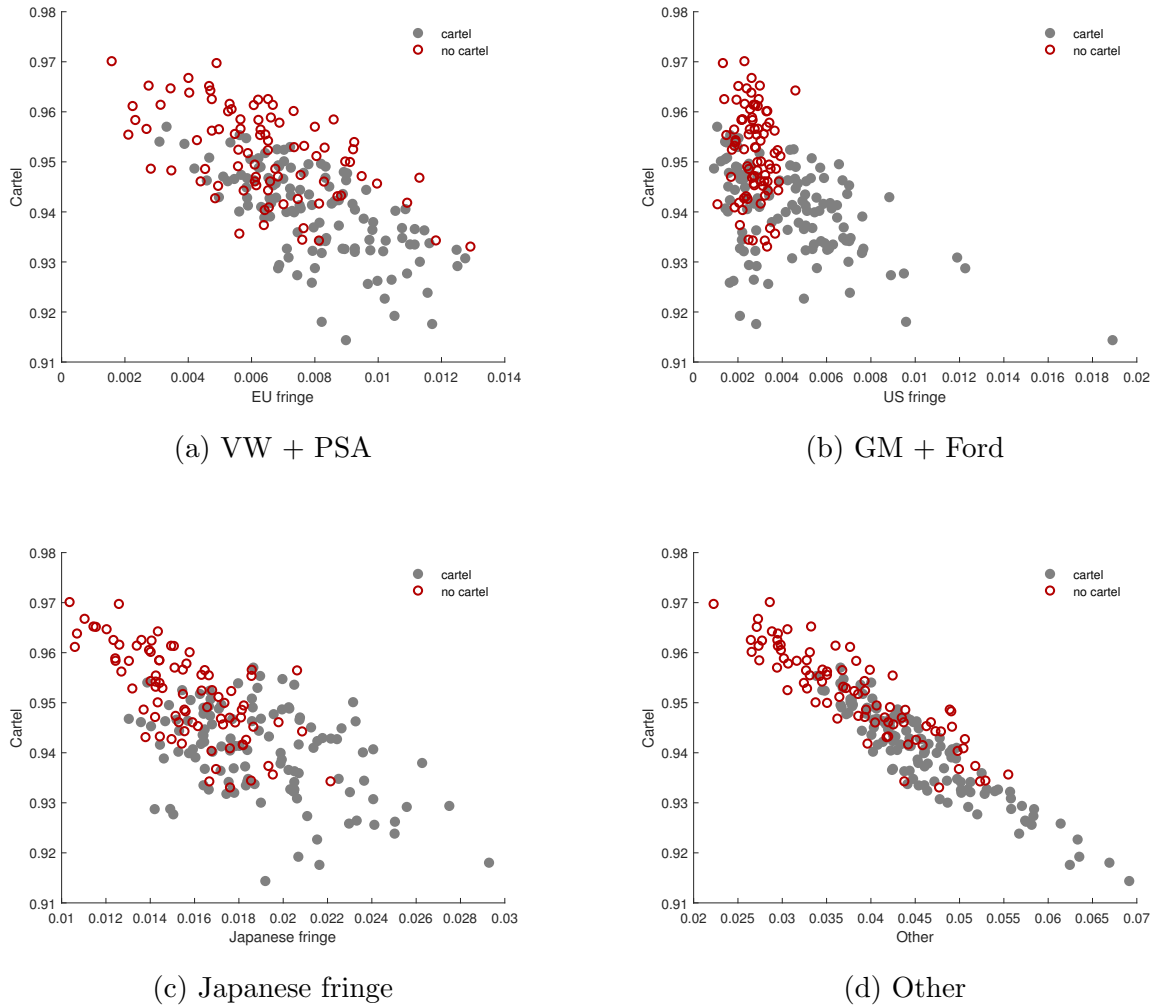 0.98
0.97
0.96
0.95
0.94
0.93
0.92
0.91
Cartel
cartel
no cartel
0 0.002 0.004 0.006 0.008 0.01 0.012 0.014
EU fringe
(a) VW + PSA
0.98
0.97
0.96
0.95
0.94
0.93
0.92
0.91
Cartel
cartel
no cartel
0 0.002 0.004 0.006 0.008 0.01 0.012 0.014 0.016 0.018 0.02
US fringe
(b) GM + Ford
0.98
0.97
0.96
0.95
0.94
0.93
0.92
0.91
Cartel
cartel
no cartel
0.01 0.012 0.014 0.016 0.018 0.02 0.022 0.024 0.026 0.028 0.03
Japanese fringe
(c) Japanese fringe
0.98
0.97
0.96
0.95
0.94
0.93
0.92
0.91
Cartel
cartel
no cartel
0.02 0.025 0.03 0.035 0.04 0.045 0.05 0.055 0.06 0.065 0.07
Other
(d) Other